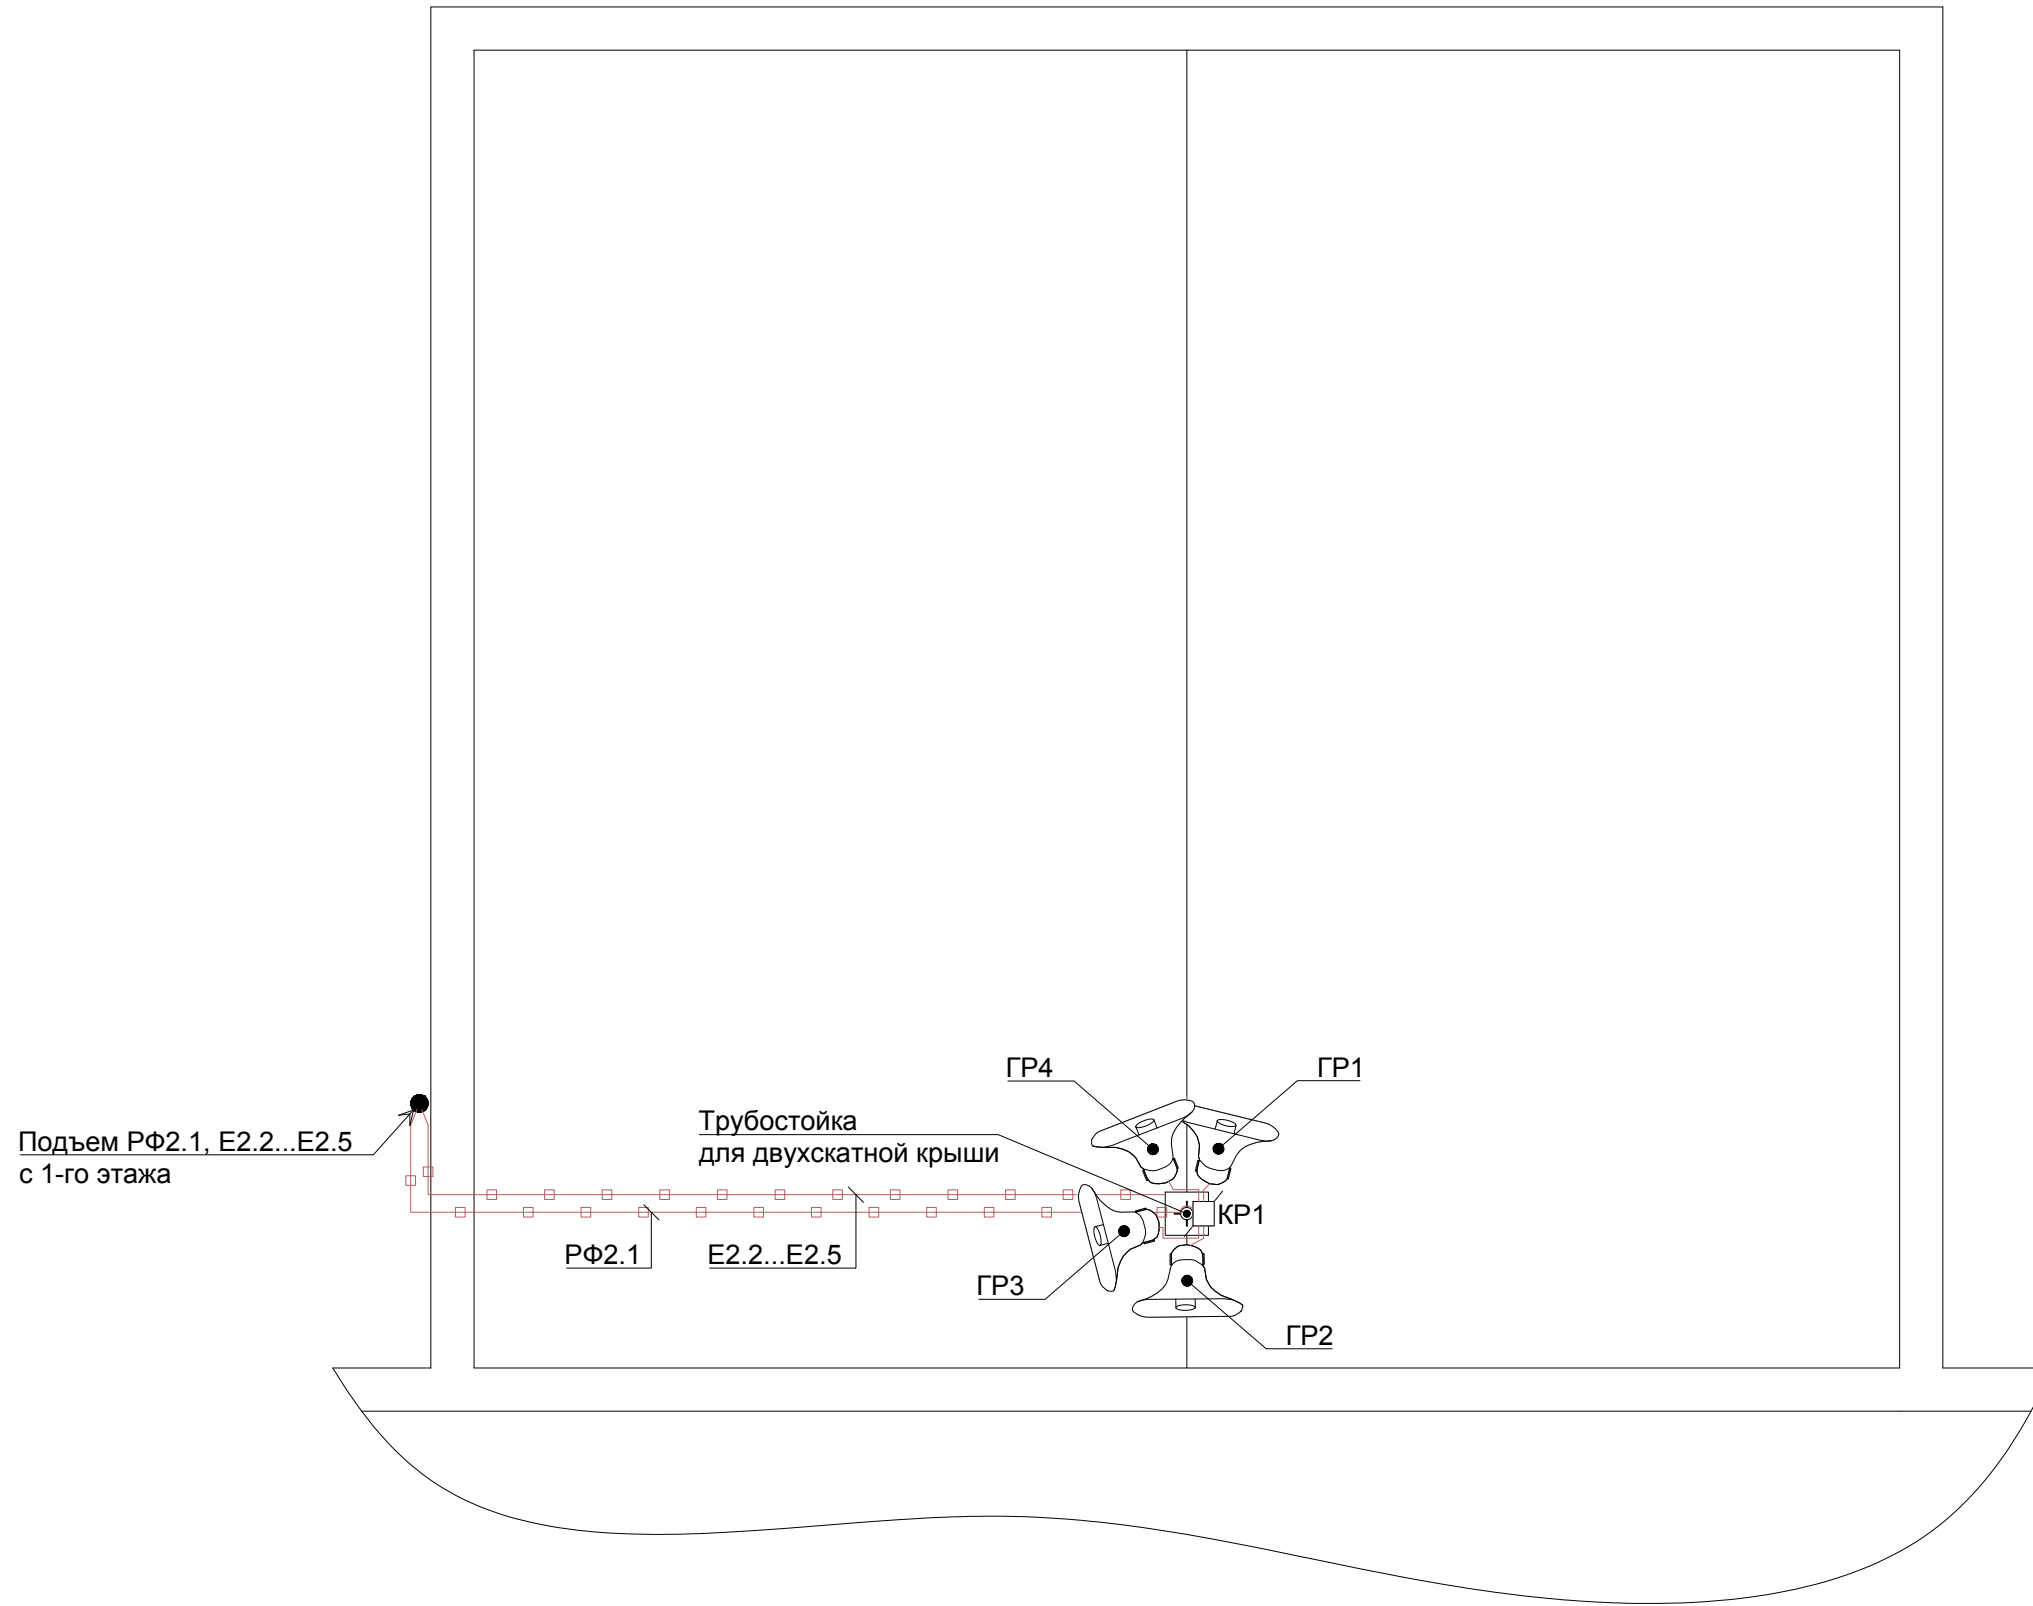 ГР4
ГР1
Трубостойка
для двухскатной крыши
Подъем РФ2.1, Е2.2...Е2.5
с 1-го этажа
КР1
РФ2.1
Е2.2...Е2.5
ГР3
ГР2